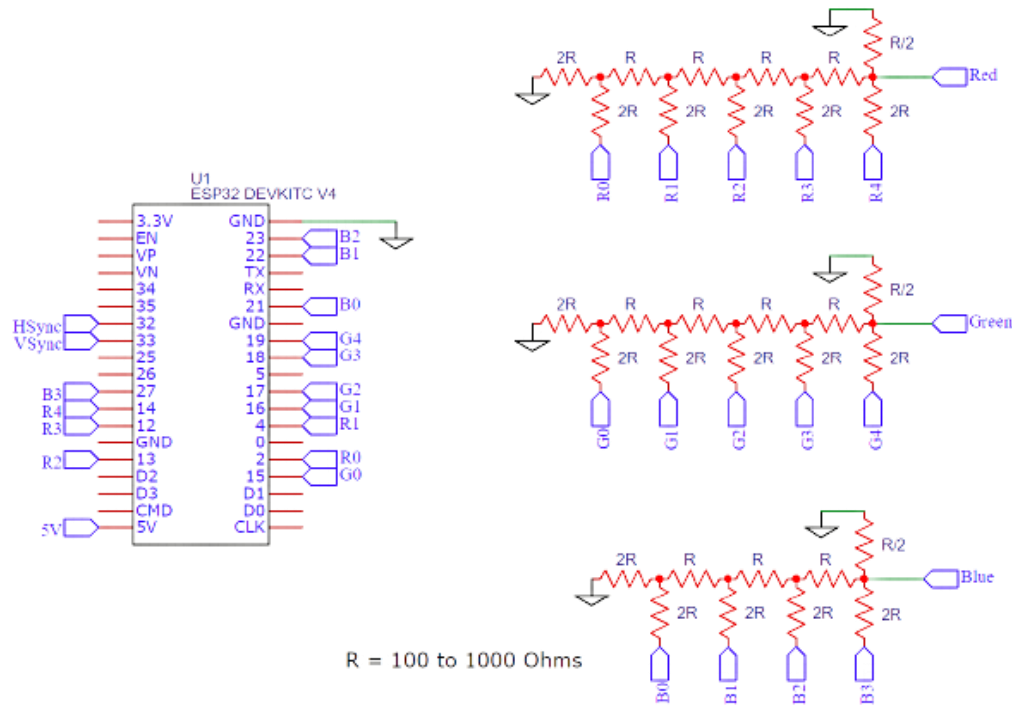 2R R R R R R/2 Red
2R 2R 2R 2R 2R
R0 R1 R2 R3 R4
U1
ESP32 DEVKITC V4
3.3V GND
EN 23 B2
VP 22 B1
VN TX
34 RX
35 21 B0
HSync 32 GND
VSync 33 19 G4
25 18 G3
26 5
B3 27 17 G2
R4 14 16 G1
R3 12 4 R1
GND 0
R2 13 2 R0
D2 15 G0
D3 D1
CMD D0
5V 5V CLK
2R R R R R R/2 Green
2R 2R 2R 2R 2R
G0 G1 G2 G3 G4
2R R R R R/2 Blue
2R 2R 2R 2R
B0 B1 B2 B3
R = 100 to 1000 Ohms